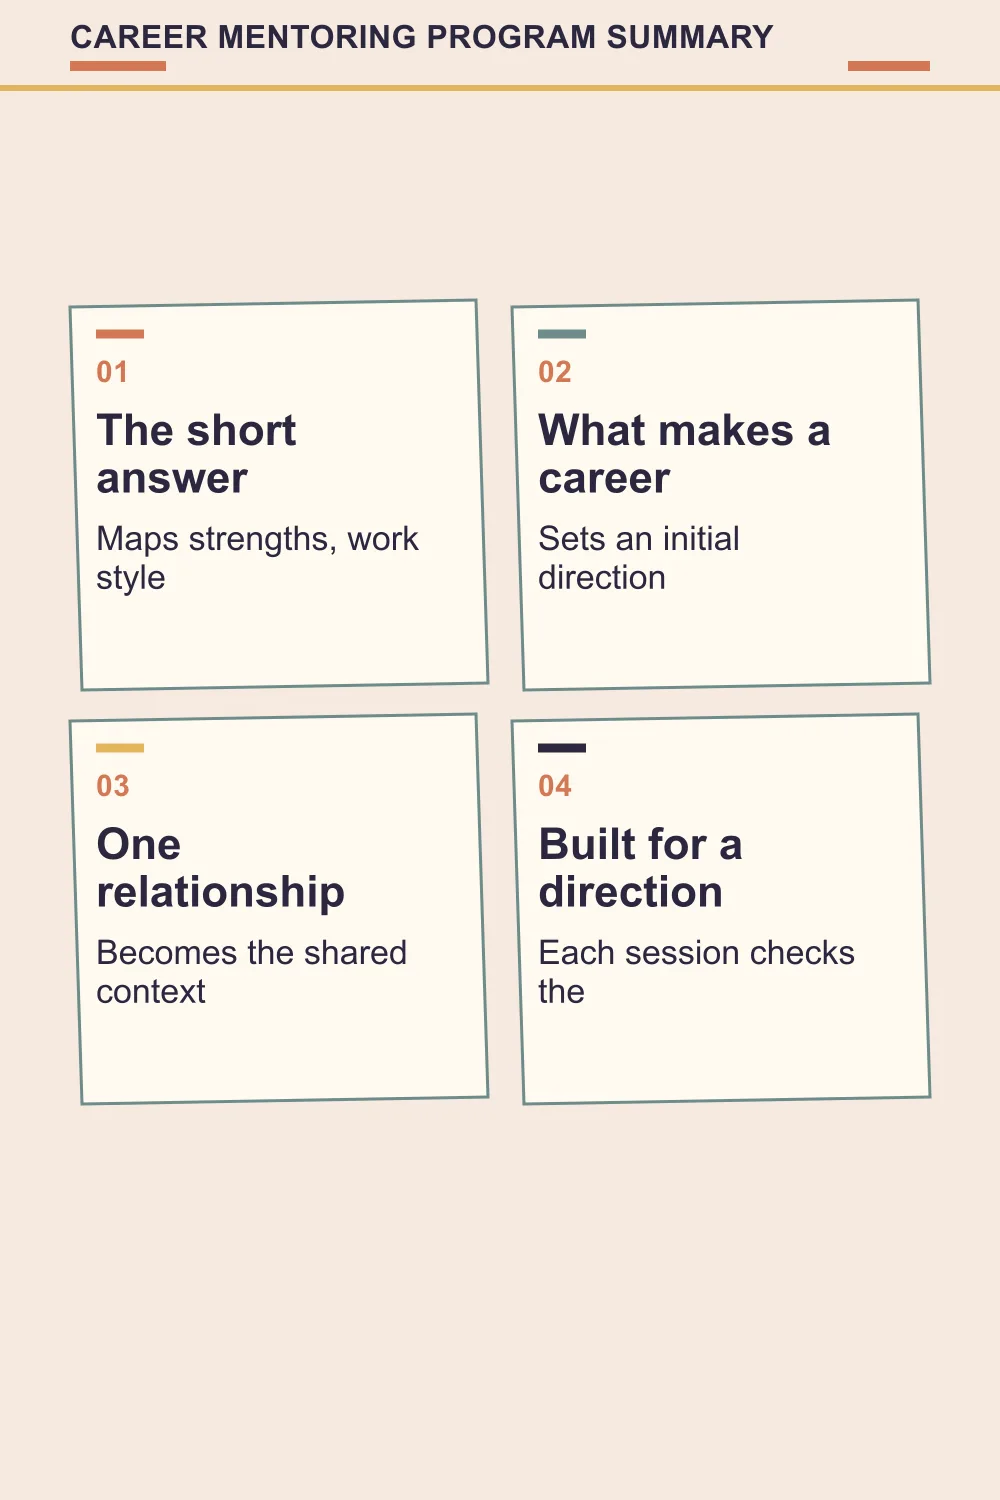 CAREER MENTORING PROGRAM SUMMARY
01
The short
answer
Maps strengths, work
style
02
What makes a
career
Sets an initial
direction
03
One
relationship
Becomes the shared
context
04
Built for a
direction
Each session checks
the